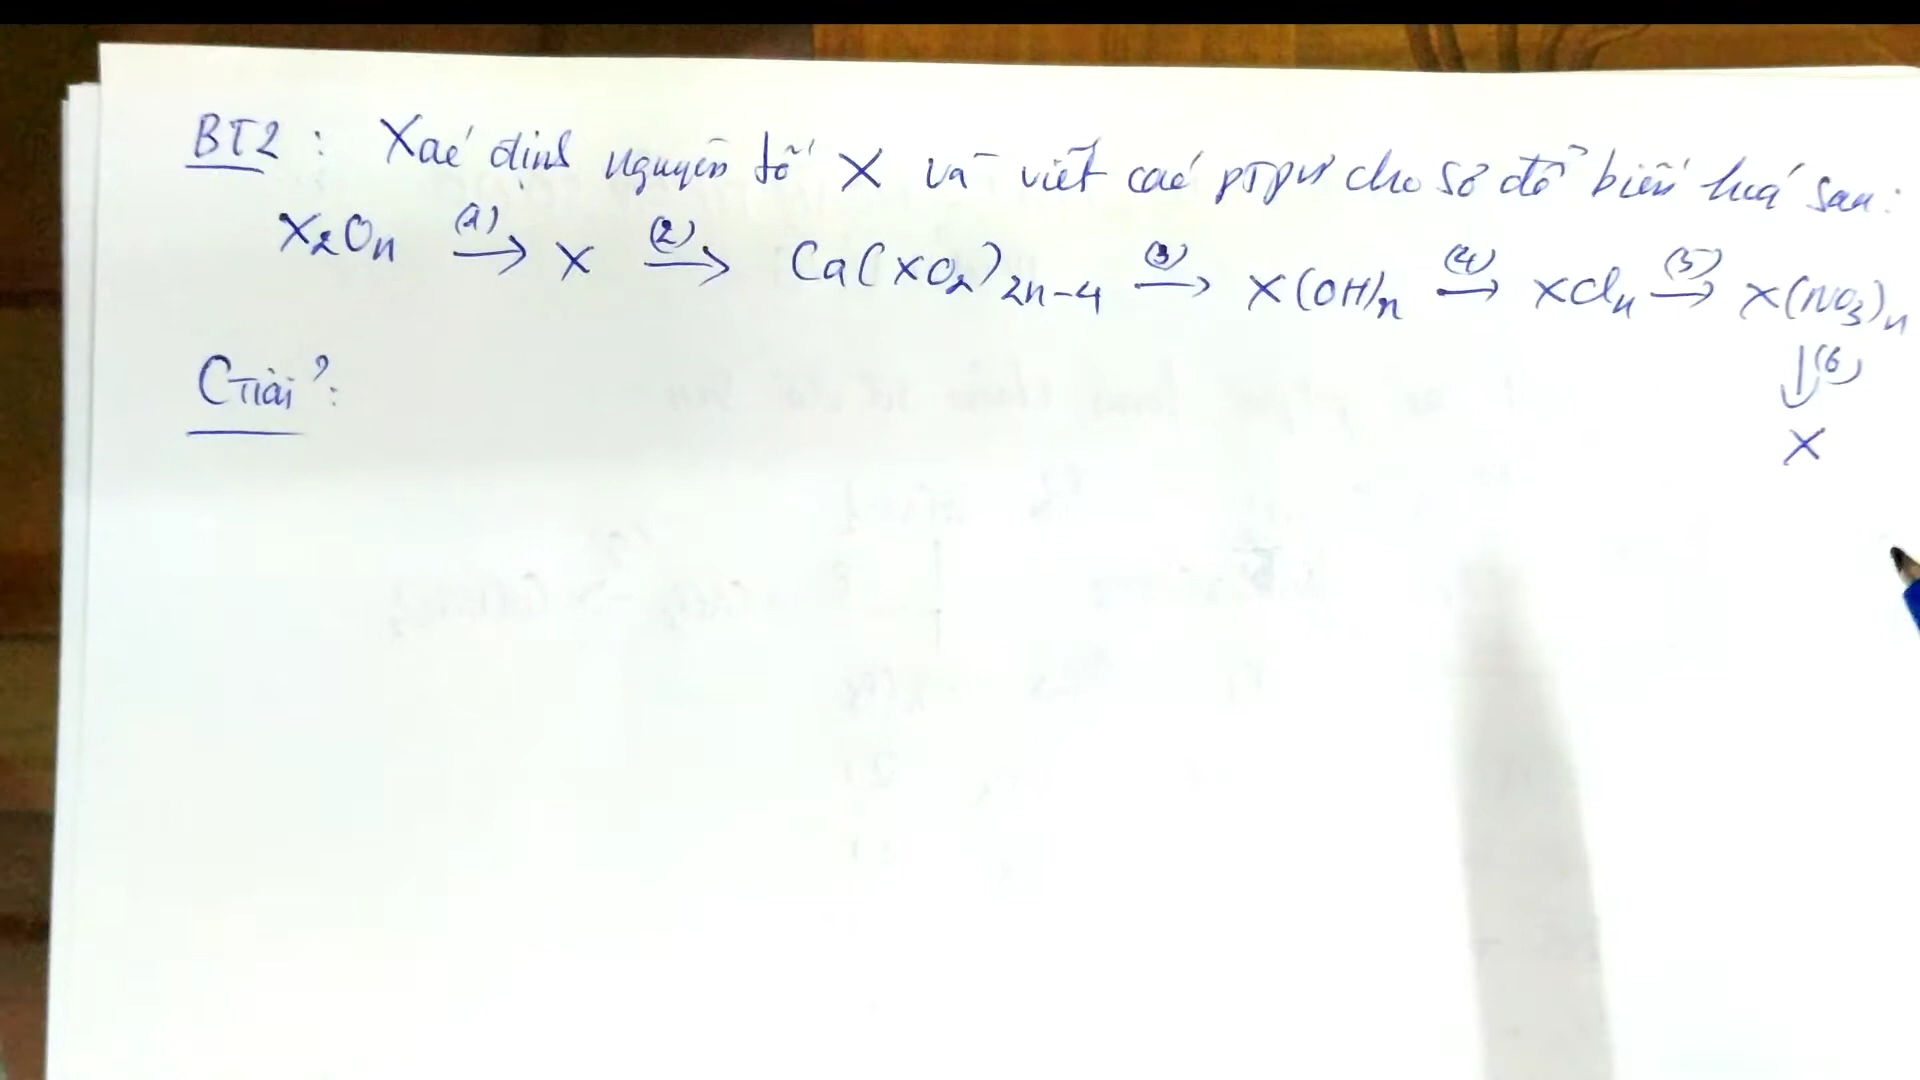 BT2 : Xác định nguyên tố X và viết các ptpư cho sơ đồ biến hoá sau:
X₂Oₙ (1)→ X (2)→ Ca(XO₂)₂ₙ₋₄ (3)→ X(OH)ₙ (4)→ XClₙ (5)→ X(NO₃)ₙ
↓(6)
Giải :
X